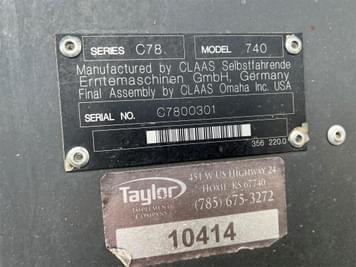 SERIES C78 MODEL 740
Manufactured by CLAAS Selbstfahrende
Erntemaschinen GmbH, Germany
Final Assembly by CLAAS Omaha Inc. USA
SERIAL NO. C7800301
356 220.0
Taylor
IMPLEMENT
COMPANY
451 W US HIGHWAY 24
HOXIE KS 67740
(785) 675-3272
10414